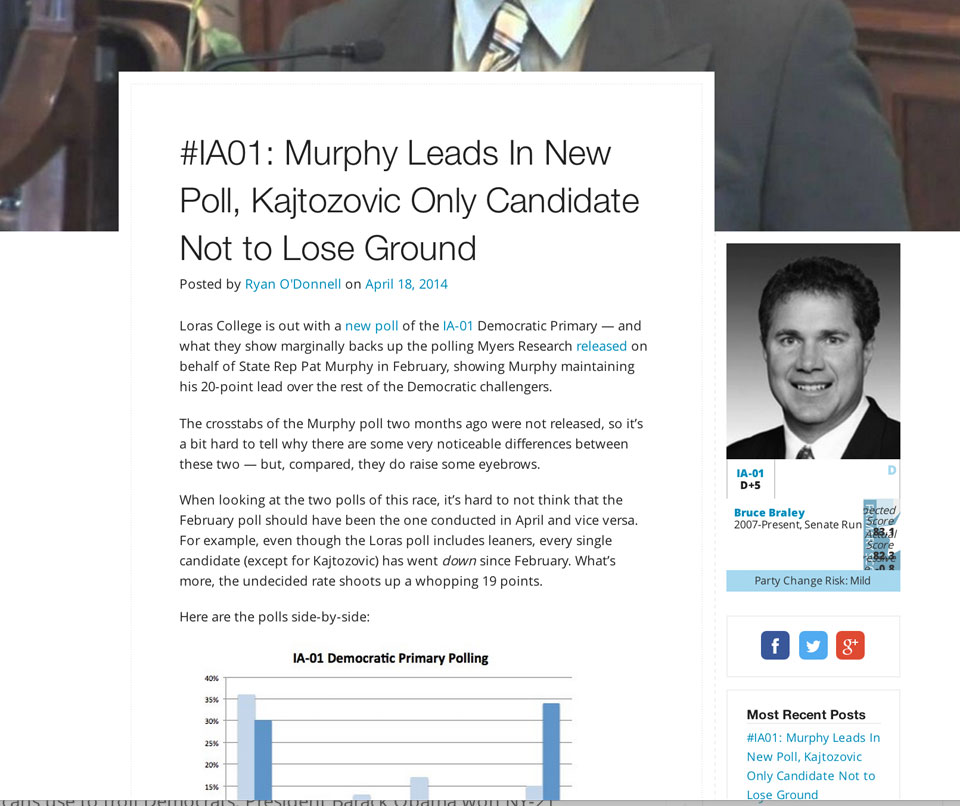 #IA01: Murphy Leads In New
Poll, Kajtozovic Only Candidate
Not to Lose Ground
Posted by Ryan O'Donnell on April 18, 2014
Loras College is out with a new poll of the IA-01 Democratic Primary — and
what they show marginally backs up the polling Myers Research released on
behalf of State Rep Pat Murphy in February, showing Murphy maintaining
his 20-point lead over the rest of the Democratic challengers.
The crosstabs of the Murphy poll two months ago were not released, so it's
a bit hard to tell why there are some very noticeable differences between
these two — but, compared, they do raise some eyebrows.
When looking at the two polls of this race, it's hard to not think that the
February poll should have been the one conducted in April and vice versa.
For example, even though the Loras poll includes leaners, every single
candidate (except for Kajtozovic) has went down since February. What's
more, the undecided rate shoots up a whopping 19 points.
Here are the polls side-by-side:
IA-01 Democratic Primary Polling
40%
35%
30%
25%
20%
15%
IA-01
D+5
D
Bruce Braley
2007-Present, Senate Run
Score
83.1
Actual
Score
82.3
-0.8
Party Change Risk: Mild
f
g+
Most Recent Posts
#IA01: Murphy Leads In
New Poll, Kajtozovic
Only Candidate Not to
Lose Ground
cans use to troll Democrats. President Barack Obama won NY-21